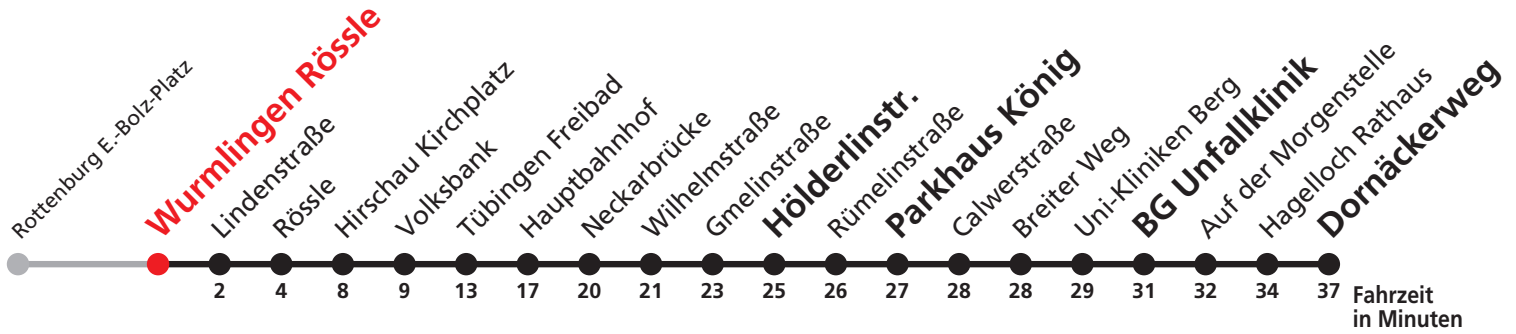 Rottenburg E.-Bolz-Platz
Wurmlingen Rössle
Lindenstraße
Rössle
Hirschau Kirchplatz
Volksbank
Tübingen Freibad
Hauptbahnhof
Neckarbrücke
Wilhelmstraße
Gmelinstraße
Hölderlinstr.
Rümelinstraße
Parkhaus König
Calwerstraße
Breiter Weg
Uni-Kliniken Berg
BG Unfallklinik
Auf der Morgenstelle
Hagelloch Rathaus
Dornäckerweg
2 4 8 9 13 17 20 21 23 25 26 27 28 28 29 31 32 34 37 Fahrzeit
in Minuten